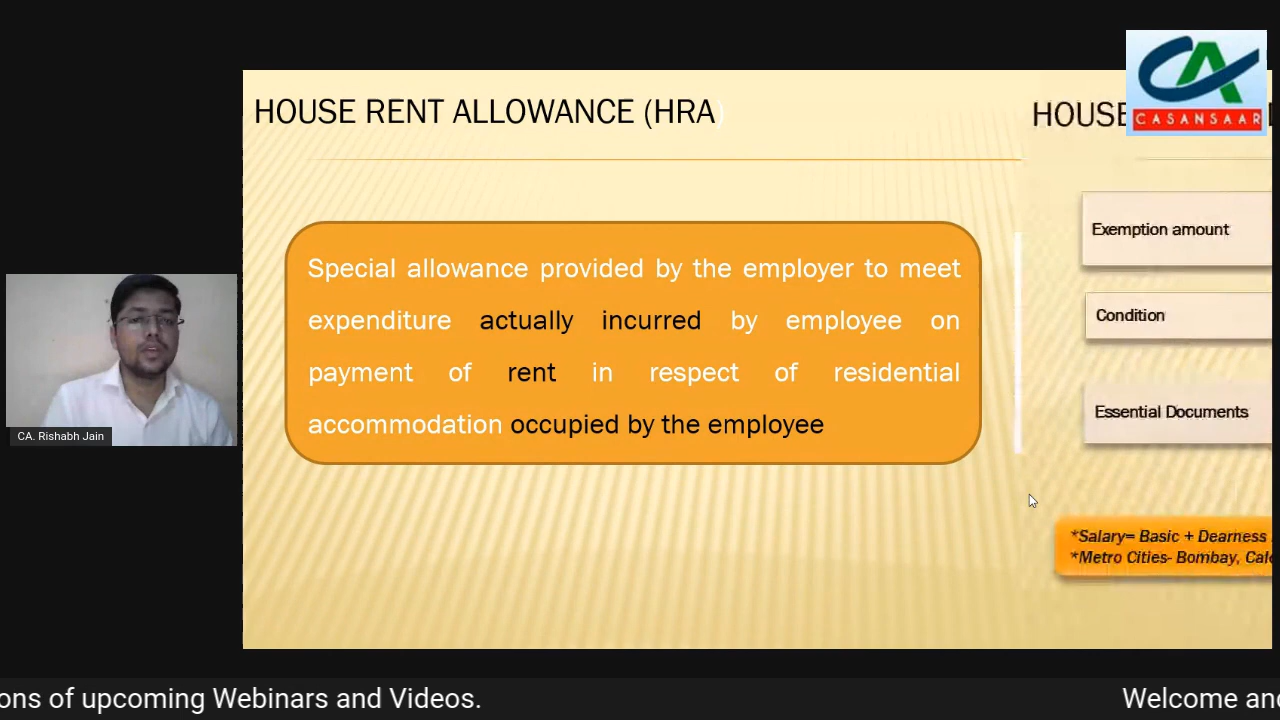 HOUSE RENT ALLOWANCE (HRA)
HOUSE
CA
CASANSAAR
Special allowance provided by the employer to meet
expenditure actually incurred by employee on
payment of rent in respect of residential
accommodation occupied by the employee
Exemption amount
Condition
Essential Documents
*Salary= Basic + Dearness
*Metro Cities- Bombay,
CA. Rishabh Jain
ons of upcoming Webinars and Videos.
Welcome and